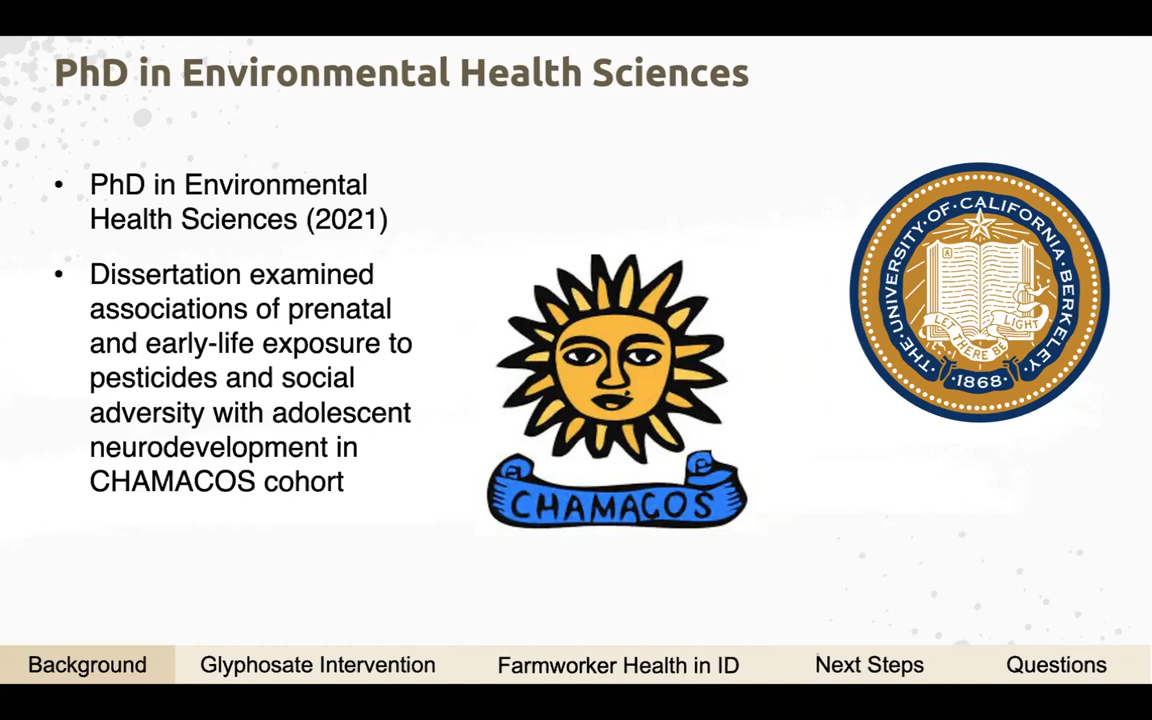 PhD in Environmental Health Sciences
• PhD in Environmental
Health Sciences (2021)
• Dissertation examined
associations of prenatal
and early-life exposure to
pesticides and social
adversity with adolescent
neurodevelopment in
CHAMACOS cohort
CHAMACOS
THE·UNIVERSITY·OF·CALIFORNIA·BERKELEY
A
LET THERE BE LIGHT
·1868·
Background
Glyphosate Intervention
Farmworker Health in ID
Next Steps
Questions